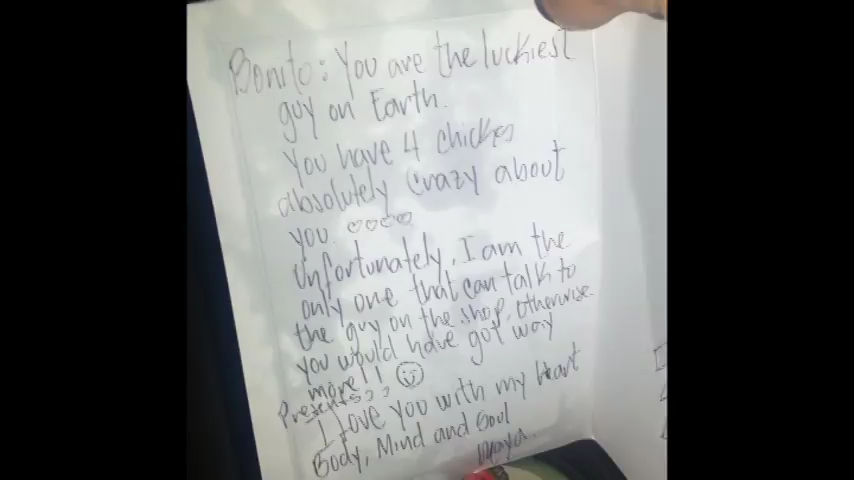 Bonito: You are the luckiest
guy on Earth.
You have 4 chicks
absolutely crazy about
you ♡♡♡♡
Unfortunately, I am the
only one that can talk to
the guy on the shop, otherwise
you would have got way
more!! ☺
Presents??
I Love You with my heart
Body, Mind and Soul
Maya.